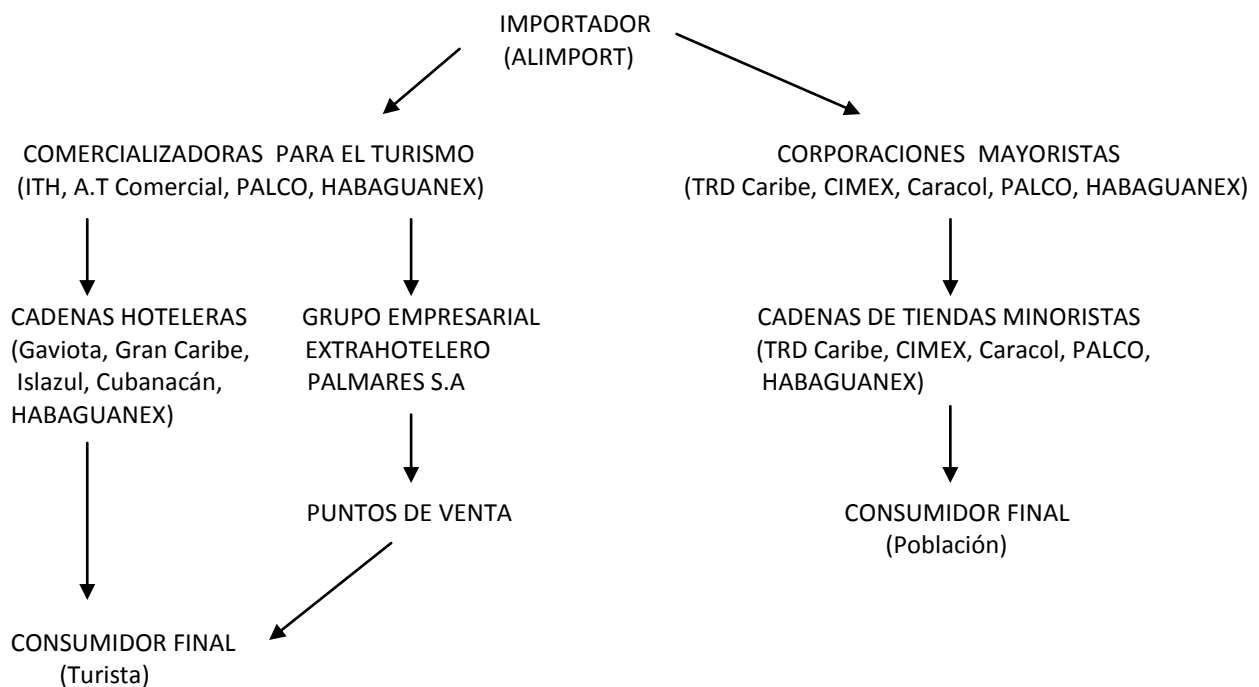 IMPORTADOR
(ALIMPORT)
COMERCIALIZADORAS PARA EL TURISMO
(ITH, A.T Comercial, PALCO, HABAGUANEX)
CORPORACIONES MAYORISTAS
(TRD Caribe, CIMEX, Caracol, PALCO, HABAGUANEX)
CADENAS HOTELERAS
(Gaviota, Gran Caribe,
Islazul, Cubanacán,
HABAGUANEX)
GRUPO EMPRESARIAL
EXTRAHOTELERO
PALMARES S.A
CADENAS DE TIENDAS MINORISTAS
(TRD Caribe, CIMEX, Caracol, PALCO,
HABAGUANEX)
PUNTOS DE VENTA
CONSUMIDOR FINAL
(Población)
CONSUMIDOR FINAL
(Turista)